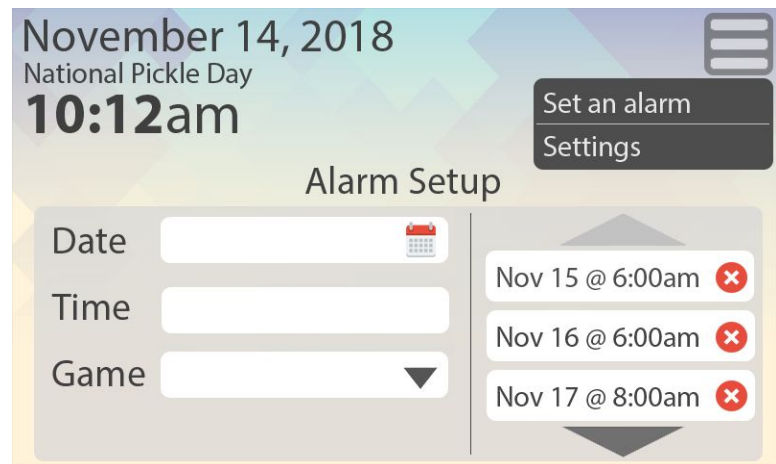 November 14, 2018
National Pickle Day
10:12am
Set an alarm
Settings
Alarm Setup
Date
Time
Game
Nov 15 @ 6:00am
Nov 16 @ 6:00am
Nov 17 @ 8:00am